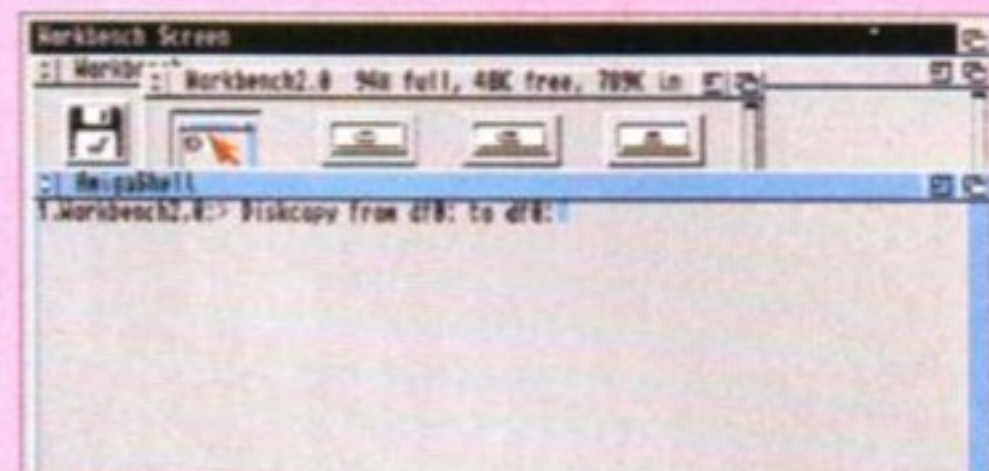 Workbench Screen
Workbench
Workbench2.0 94% full, 48K free, 789K in
AmigaShell
1.Workbench2.0:> Diskcopy from df0: to df0: